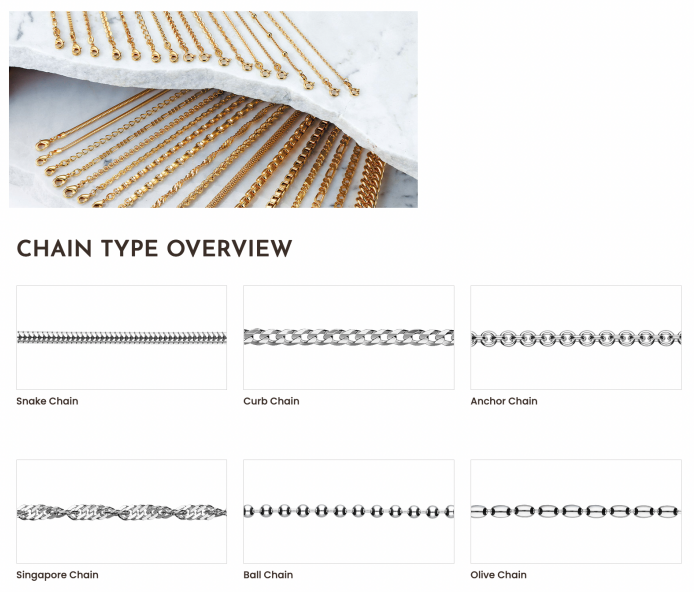 CHAIN TYPE OVERVIEW
Snake Chain
Curb Chain
Anchor Chain
Singapore Chain
Ball Chain
Olive Chain